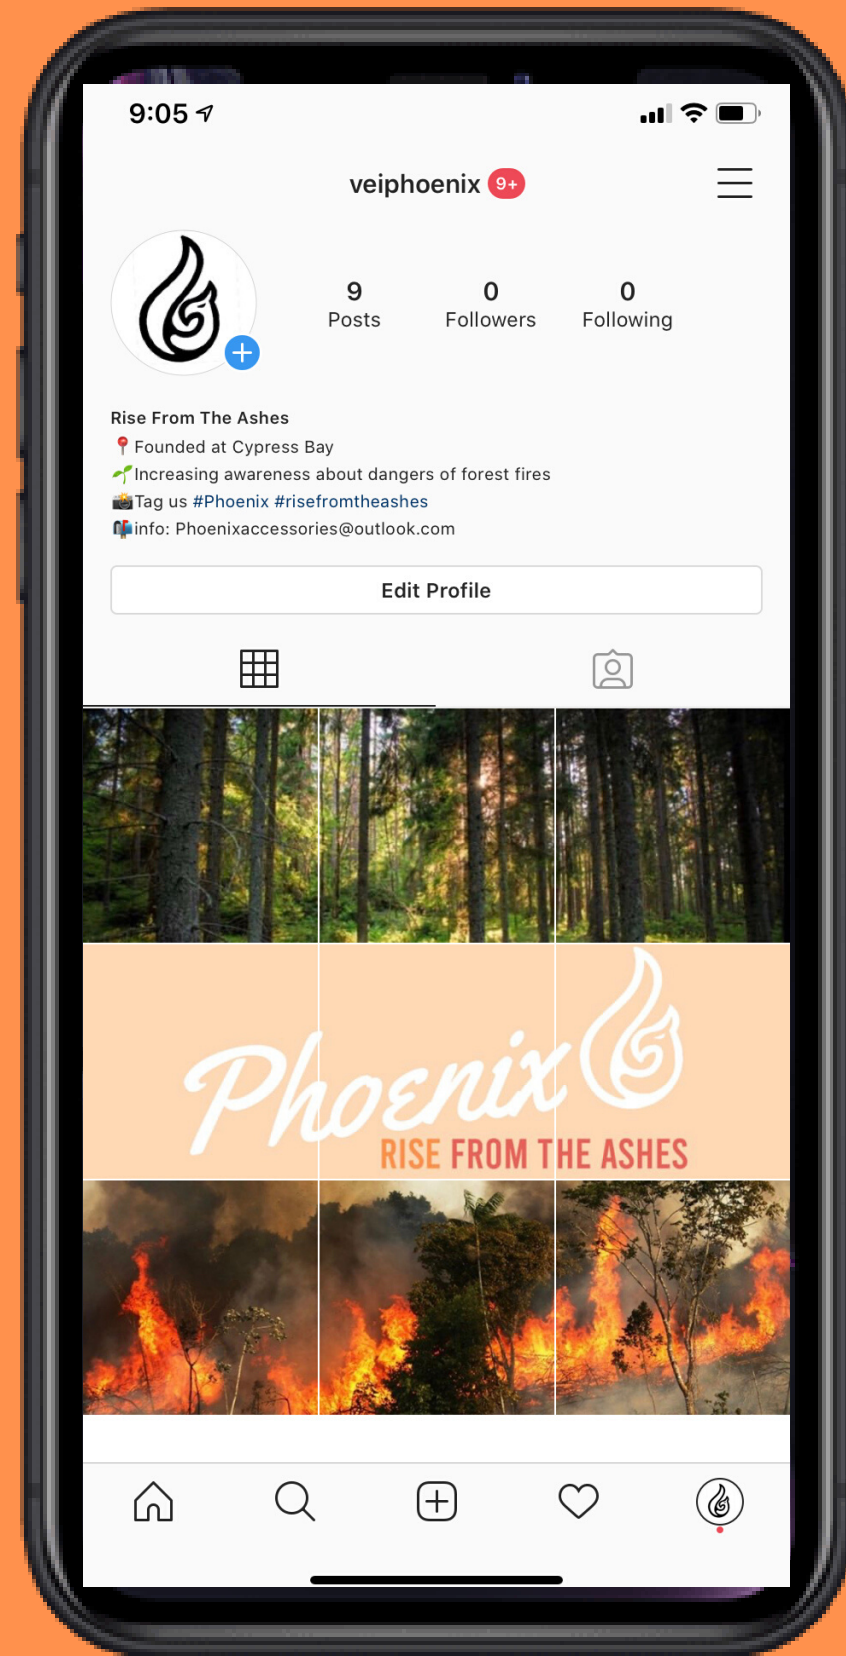 9:05
veiphoenix 9+
9 0 0
Posts Followers Following
Rise From The Ashes
📍Founded at Cypress Bay
🌱Increasing awareness about dangers of forest fires
📸Tag us #Phoenix #risefromtheashes
📬info: Phoenixaccessories@outlook.com
Edit Profile
Phoenix
RISE FROM THE ASHES